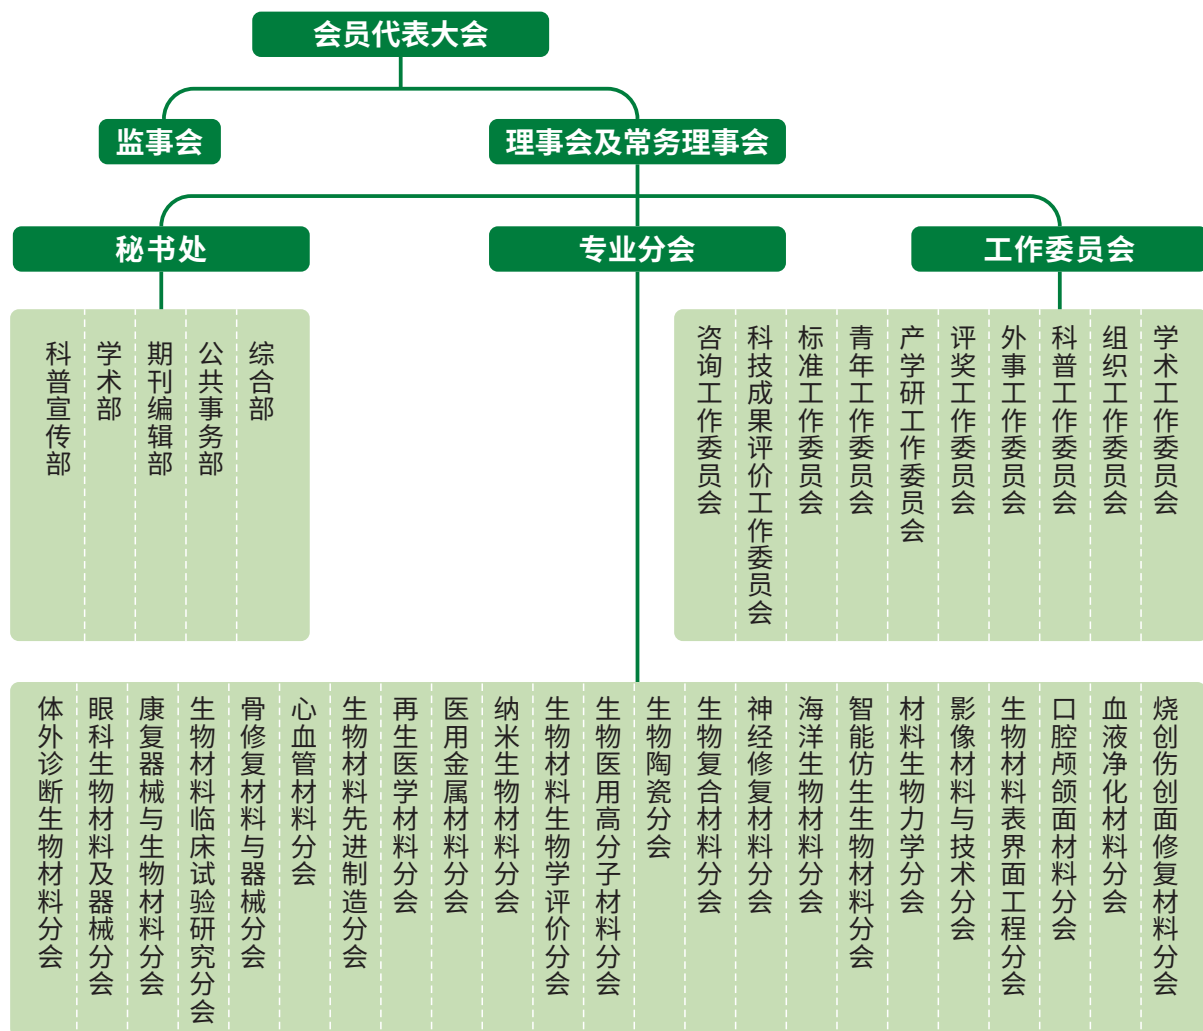 会员代表大会
监事会
理事会及常务理事会
秘书处
专业分会
工作委员会
科普宣传部
学术部
期刊编辑部
公共事务部
综合部
咨询工作委员会
科技成果评价工作委员会
标准工作委员会
青年工作委员会
产学研工作委员会
评奖工作委员会
外事工作委员会
科普工作委员会
组织工作委员会
学术工作委员会
体外诊断生物材料分会
眼科生物材料及器械分会
康复器械与生物材料分会
生物材料临床试验研究分会
骨修复材料与器械分会
心血管材料分会
生物材料先进制造分会
再生医学材料分会
医用金属材料分会
纳米生物材料分会
生物材料生物学评价分会
生物医用高分子材料分会
生物陶瓷分会
生物复合材料分会
神经修复材料分会
海洋生物材料分会
智能仿生生物材料分会
材料生物力学分会
影像材料与技术分会
生物材料表界面工程分会
口腔颅颌面材料分会
血液净化材料分会
烧创伤创面修复材料分会